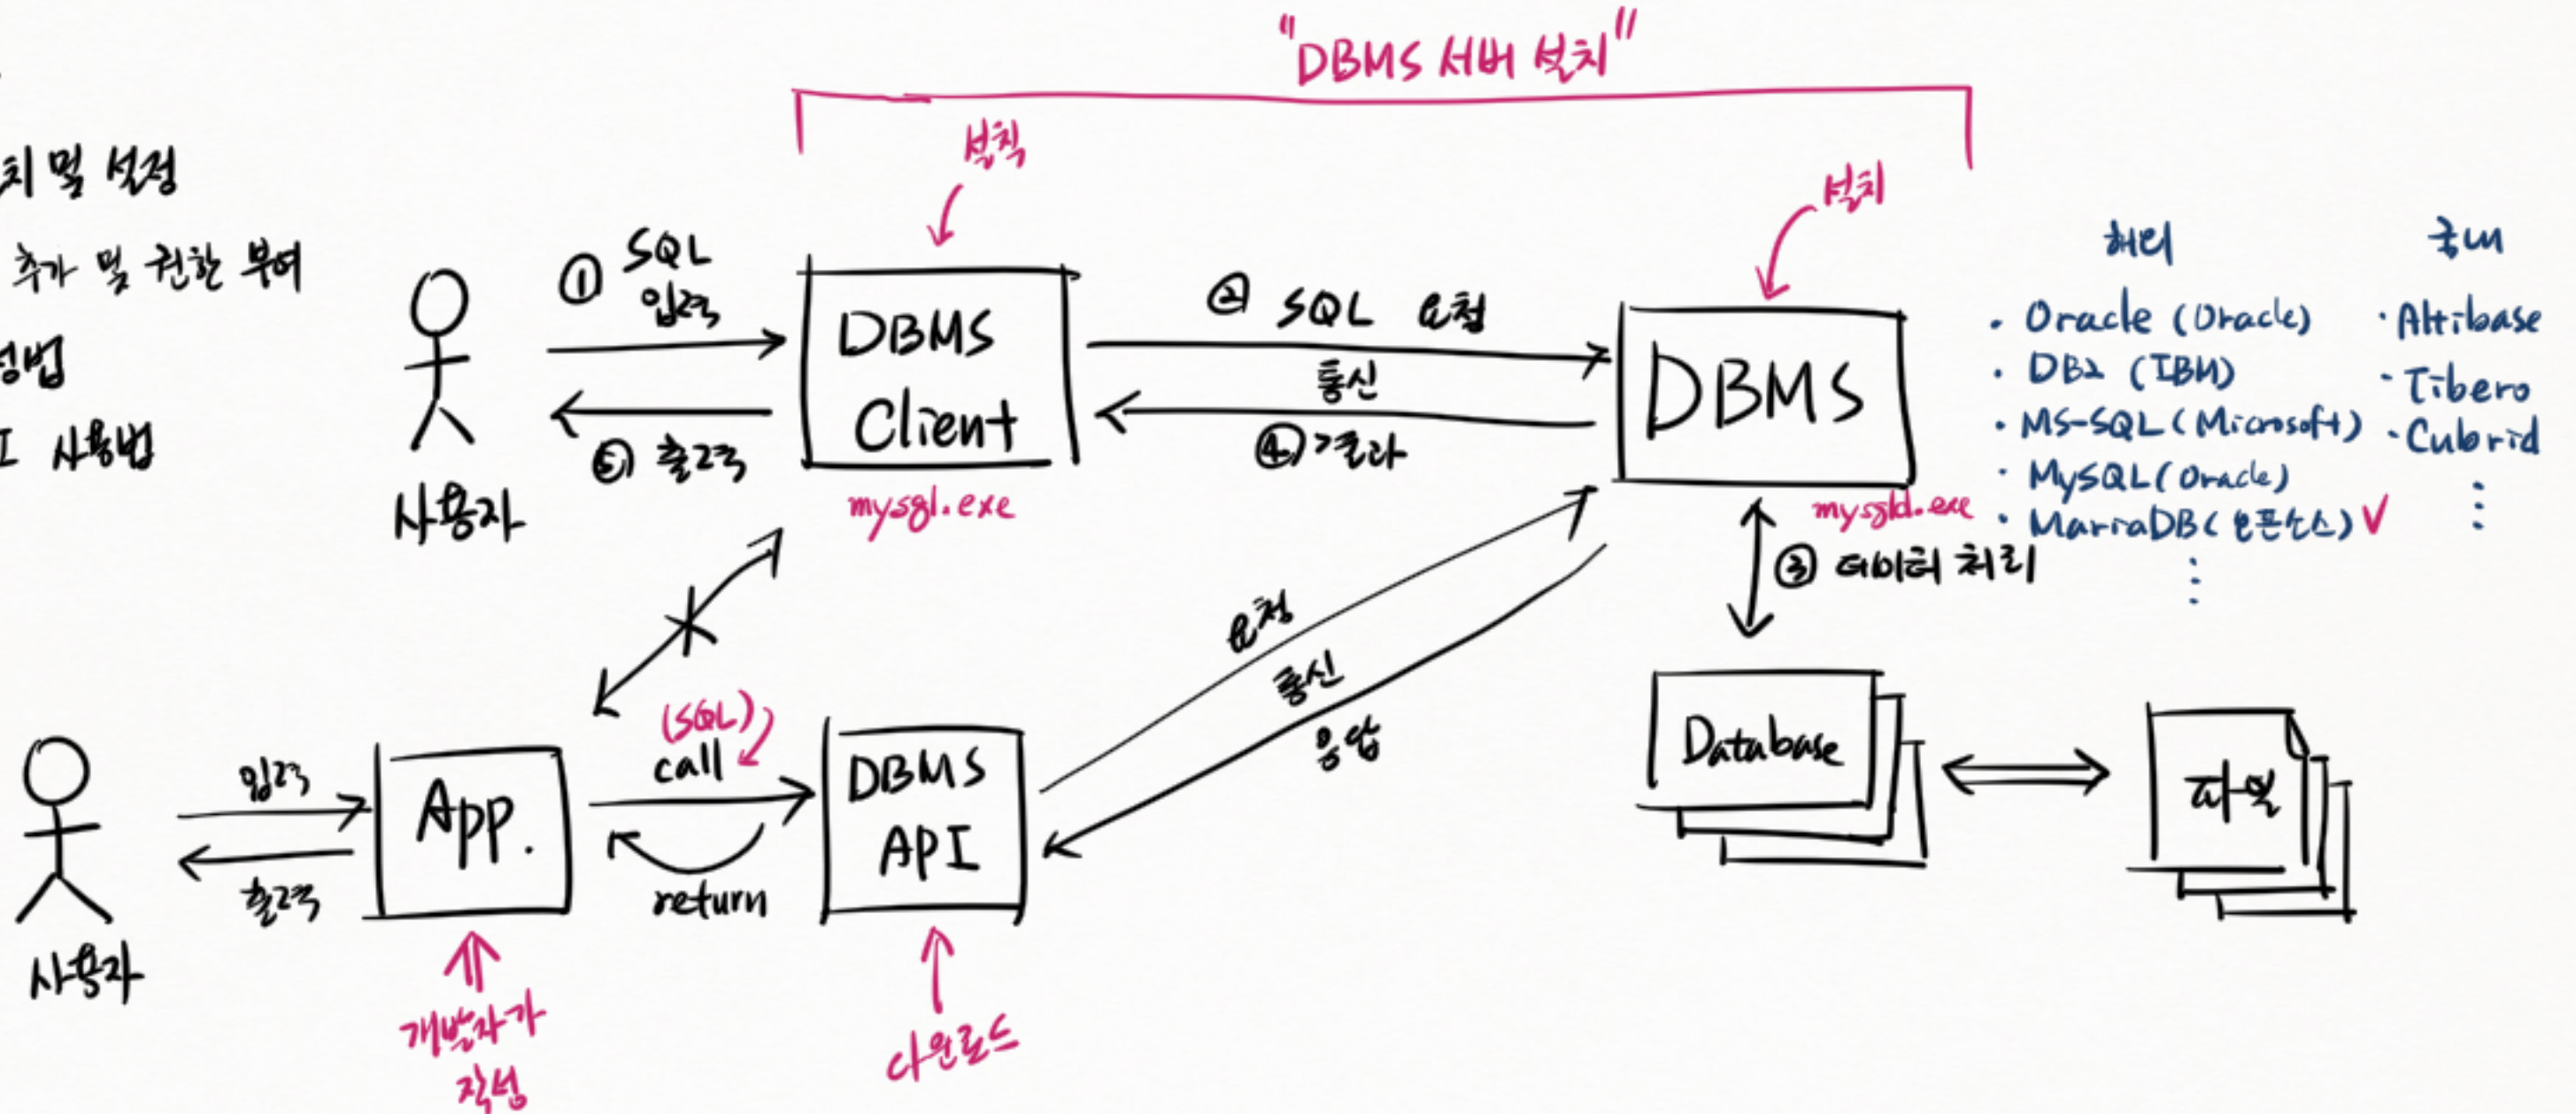 "DBMS 서버 설치"
치 및 설정
추가 및 권한 부여
성법
I 사용법
설치
설치
① SQL
입력
⑤ 출력
사용자
DBMS
Client
mysql.exe
② SQL 요청
통신
④ 결과
DBMS
mysqld.exe
③ 데이터 처리
해외
· Oracle (Oracle)
· DB2 (IBM)
· MS-SQL (Microsoft)
· MySQL (Oracle)
· MariaDB (오픈소스) ✓
⋮
국내
· Altibase
· Tibero
· Cubrid
⋮
사용자
입력
출력
App.
개발자가
작성
(SQL)
call
return
DBMS
API
다운로드
요청
통신
응답
Database
파일